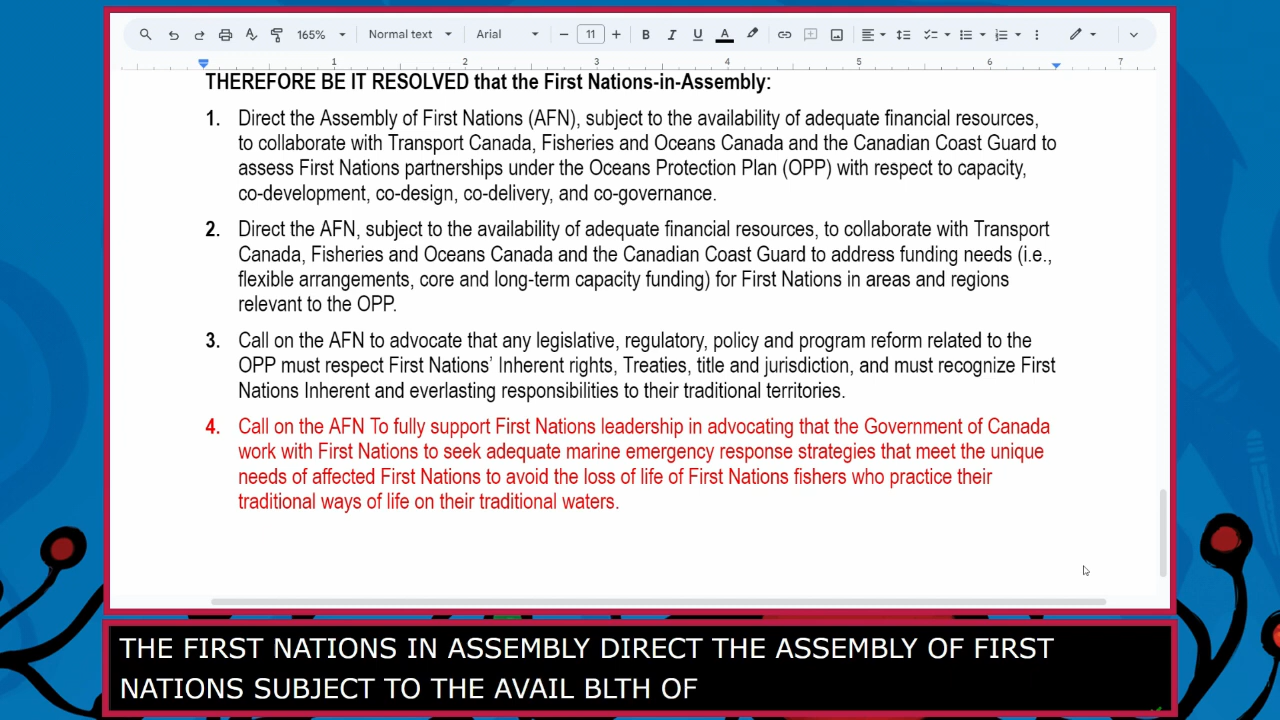 165%
Normal text
Arial
11
B I U A
1 2 3 4 5 6 7
THEREFORE BE IT RESOLVED that the First Nations-in-Assembly:
1. Direct the Assembly of First Nations (AFN), subject to the availability of adequate financial resources,
to collaborate with Transport Canada, Fisheries and Oceans Canada and the Canadian Coast Guard to
assess First Nations partnerships under the Oceans Protection Plan (OPP) with respect to capacity,
co-development, co-design, co-delivery, and co-governance.
2. Direct the AFN, subject to the availability of adequate financial resources, to collaborate with Transport
Canada, Fisheries and Oceans Canada and the Canadian Coast Guard to address funding needs (i.e.,
flexible arrangements, core and long-term capacity funding) for First Nations in areas and regions
relevant to the OPP.
3. Call on the AFN to advocate that any legislative, regulatory, policy and program reform related to the
OPP must respect First Nations’ Inherent rights, Treaties, title and jurisdiction, and must recognize First
Nations Inherent and everlasting responsibilities to their traditional territories.
4. Call on the AFN To fully support First Nations leadership in advocating that the Government of Canada
work with First Nations to seek adequate marine emergency response strategies that meet the unique
needs of affected First Nations to avoid the loss of life of First Nations fishers who practice their
traditional ways of life on their traditional waters.
THE FIRST NATIONS IN ASSEMBLY DIRECT THE ASSEMBLY OF FIRST
NATIONS SUBJECT TO THE AVAIL BLTH OF